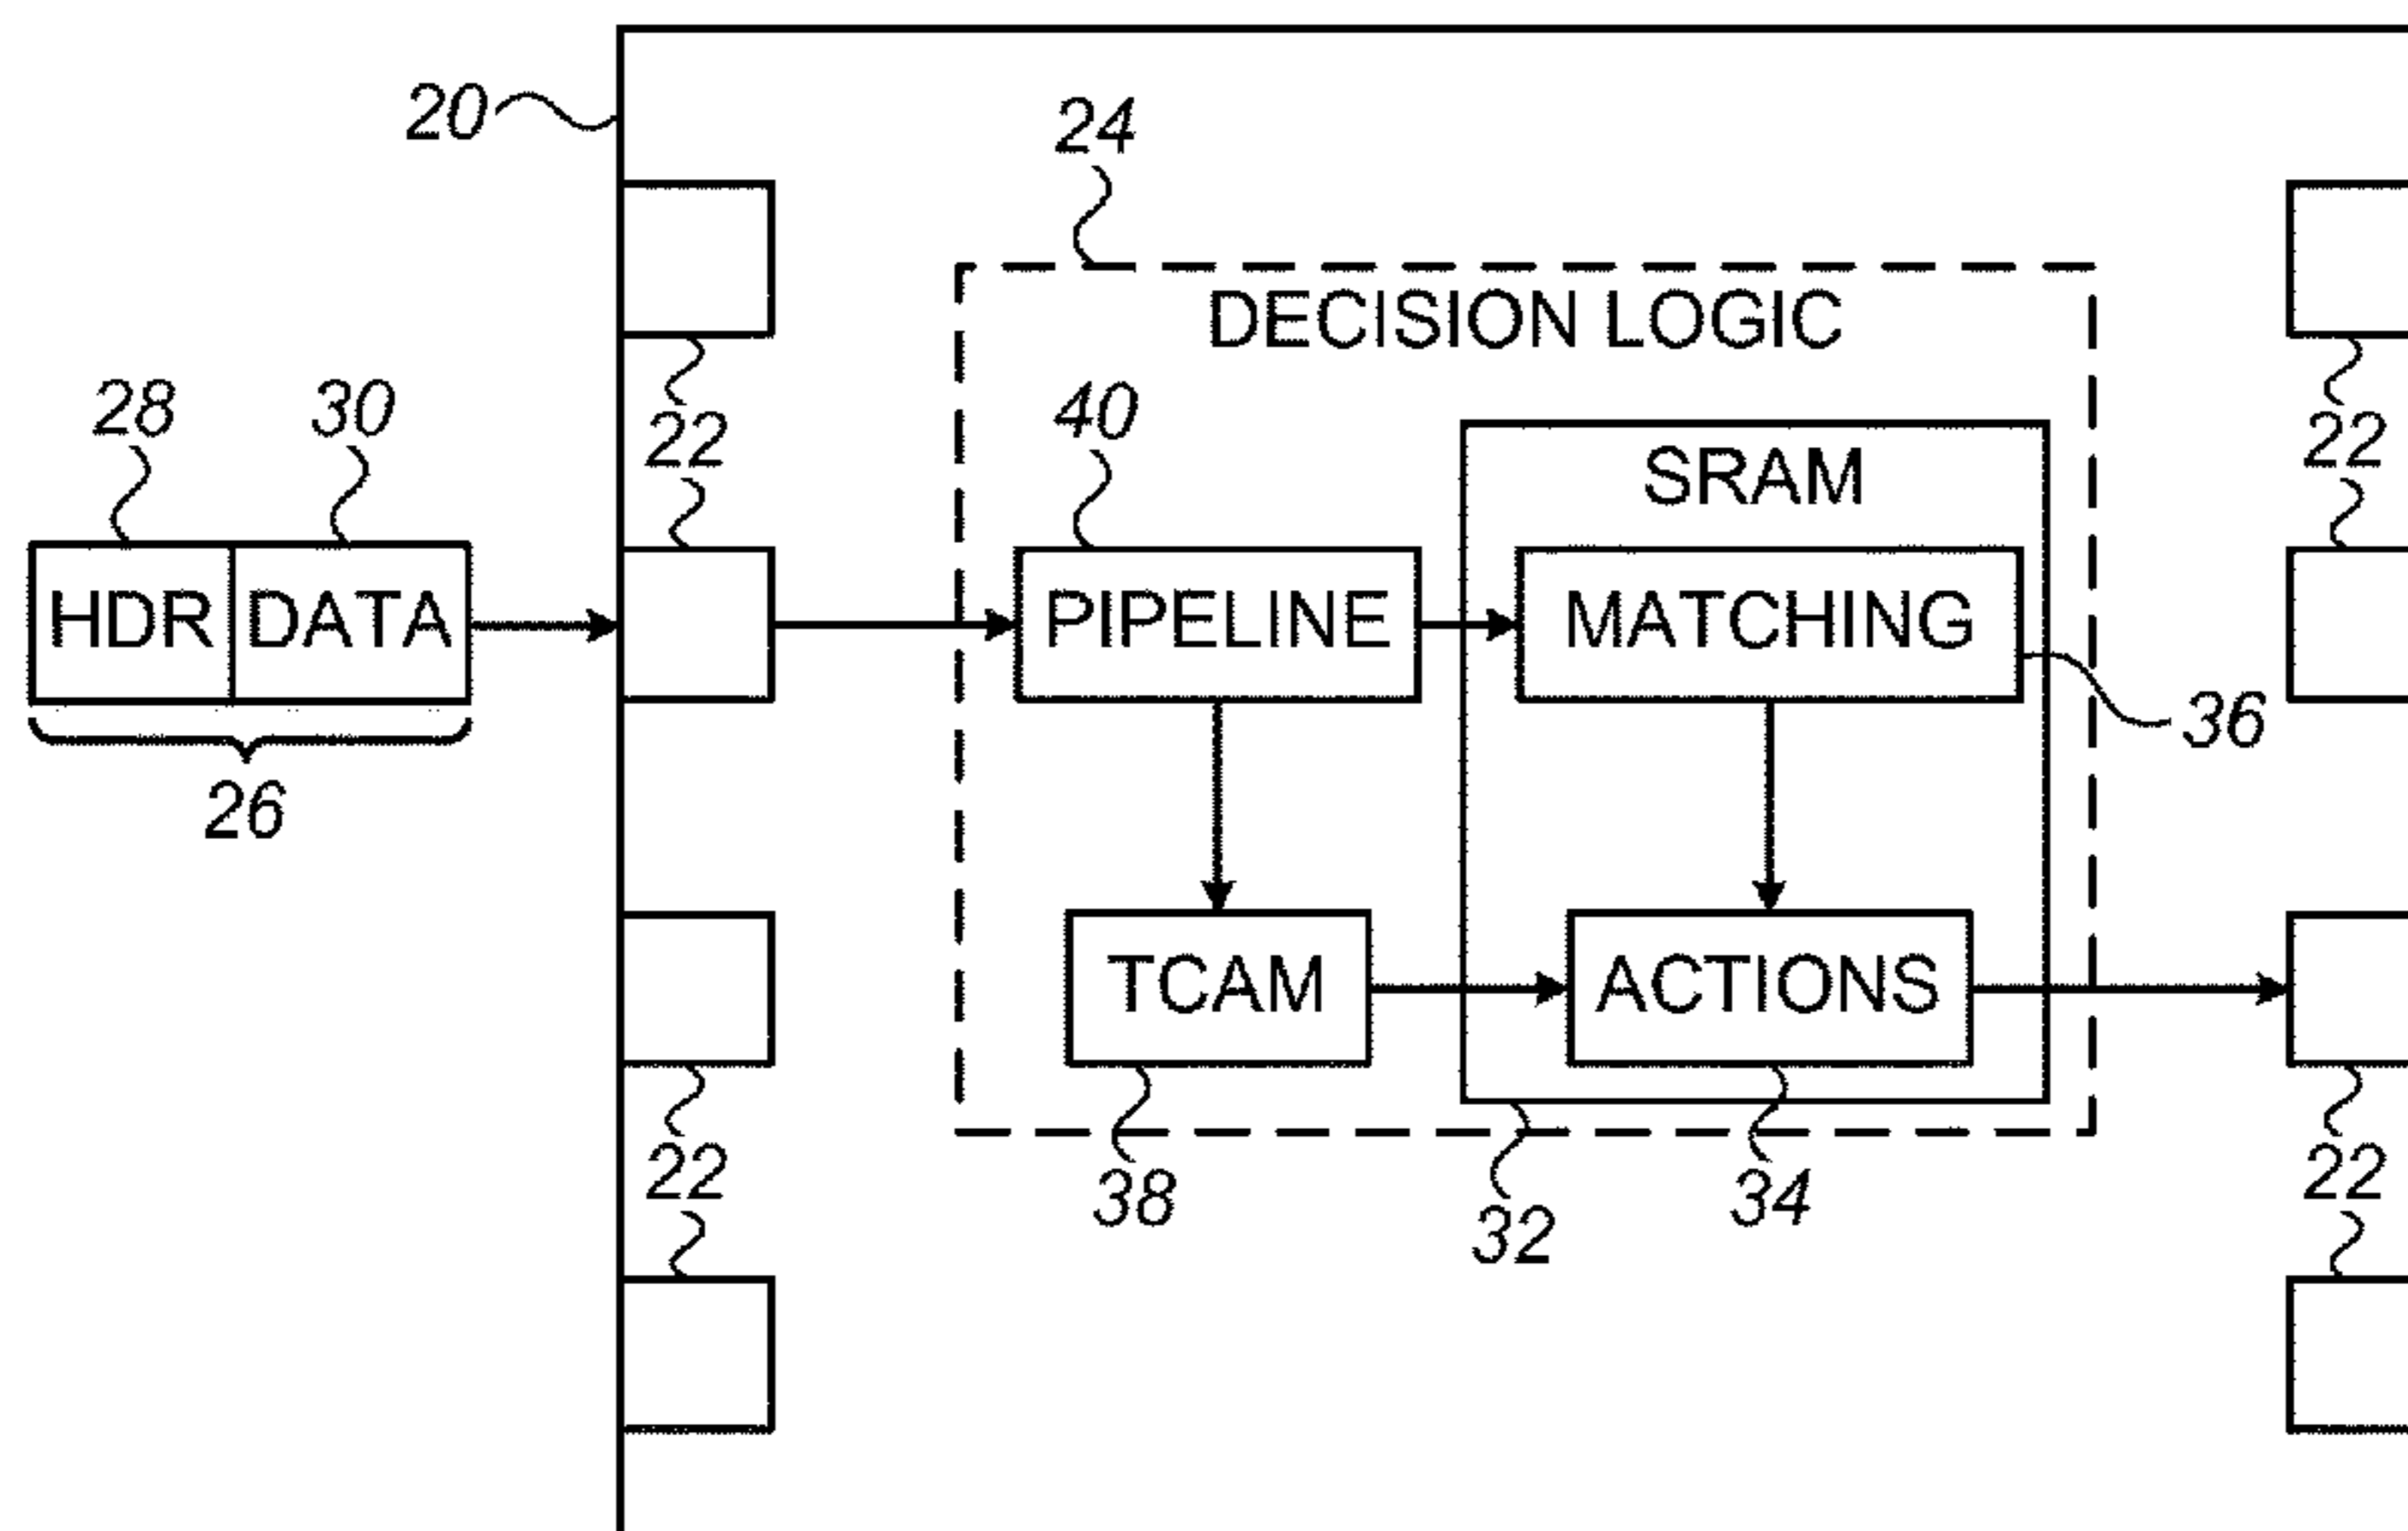 20
24
DECISION LOGIC
28
30
40
22
22
SRAM
HDR
DATA
PIPELINE
MATCHING
36
26
TCAM
ACTIONS
22
22
38
34
32